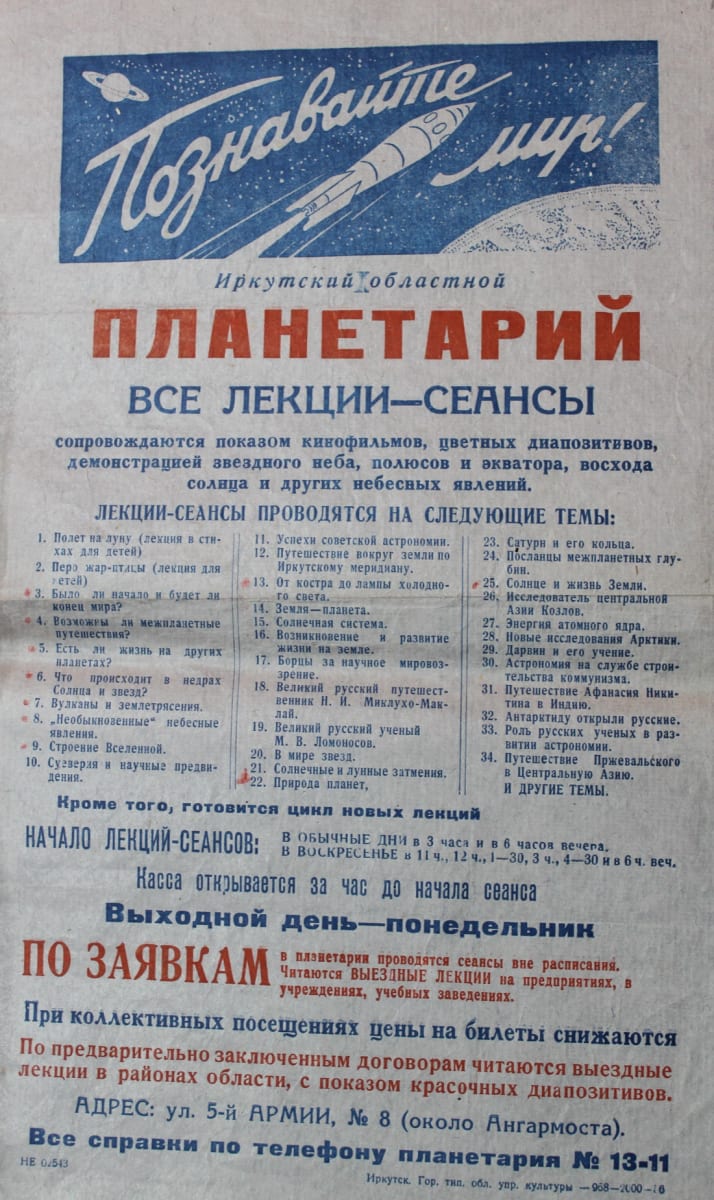 Познавайте
мир!
Иркутский областной
ПЛАНЕТАРИЙ
ВСЕ ЛЕКЦИИ—СЕАНСЫ
сопровождаются показом кинофильмов, цветных диапозитивов,
демонстрацией звездного неба, полюсов и экватора, восхода
солнца и других небесных явлений.
ЛЕКЦИИ-СЕАНСЫ ПРОВОДЯТСЯ НА СЛЕДУЮЩИЕ ТЕМЫ:
1. Полет на луну (лекция в сти-
хах для детей)
2. Перо жар-птицы (лекция для
детей)
3. Было ли начало и будет ли
конец мира?
4. Возможны ли межпланетные
путешествия?
5. Есть ли жизнь на других
планетах?
6. Что происходит в недрах
Солнца и звезд?
7. Вулканы и землетрясения.
8. „Необыкновенные“ небесные
явления.
9. Строение Вселенной.
10. Суеверия и научные предви-
дения.
11. Успехи советской астрономии.
12. Путешествие вокруг земли по
Иркутскому меридиану.
13. От костра до лампы холодно-
го света.
14. Земля—планета.
15. Солнечная система.
16. Возникновение и развитие
жизни на земле.
17. Борцы за научное мировоз-
зрение.
18. Великий русский путешест-
венник Н. И. Миклухо-Мак-
лай.
19. Великий русский ученый
М. В. Ломоносов.
20. В мире звезд.
21. Солнечные и лунные затмения.
22. Природа планет,
23. Сатурн и его кольца.
24. Посланцы межпланетных глу-
бин.
25. Солнце и жизнь Земли.
26. Исследователь центральной
Азии Козлов.
27. Энергия атомного ядра.
28. Новые исследования Арктики.
29. Дарвин и его учение.
30. Астрономия на службе строи-
тельства коммунизма.
31. Путешествие Афанасия Ники-
тина в Индию.
32. Антарктиду открыли русские.
33. Роль русских ученых в раз-
витии астрономии.
34. Путешествие Пржевальского
в Центральную Азию.
И ДРУГИЕ ТЕМЫ.
Кроме того, готовится цикл новых лекций
НАЧАЛО ЛЕКЦИЙ-СЕАНСОВ: В ОБЫЧНЫЕ ДНИ в 3 часа и в 6 часов вечера.
В ВОСКРЕСЕНЬЕ в 11 ч., 12 ч., 1—30, 3 ч., 4—30 и в 6 ч. веч.
Касса открывается за час до начала сеанса
Выходной день—понедельник
ПО ЗАЯВКАМ в планетарии проводятся сеансы вне расписания.
Читаются ВЫЕЗДНЫЕ ЛЕКЦИИ на предприятиях, в
учреждениях, учебных заведениях.
При коллективных посещениях цены на билеты снижаются
По предварительно заключенным договорам читаются выездные
лекции в районах области, с показом красочных диапозитивов.
АДРЕС: ул. 5-й АРМИИ, № 8 (около Ангармоста).
Все справки по телефону планетария № 13-11
НЕ 02543
Иркутск. Гор. тип. обл. упр. культуры —968—2000